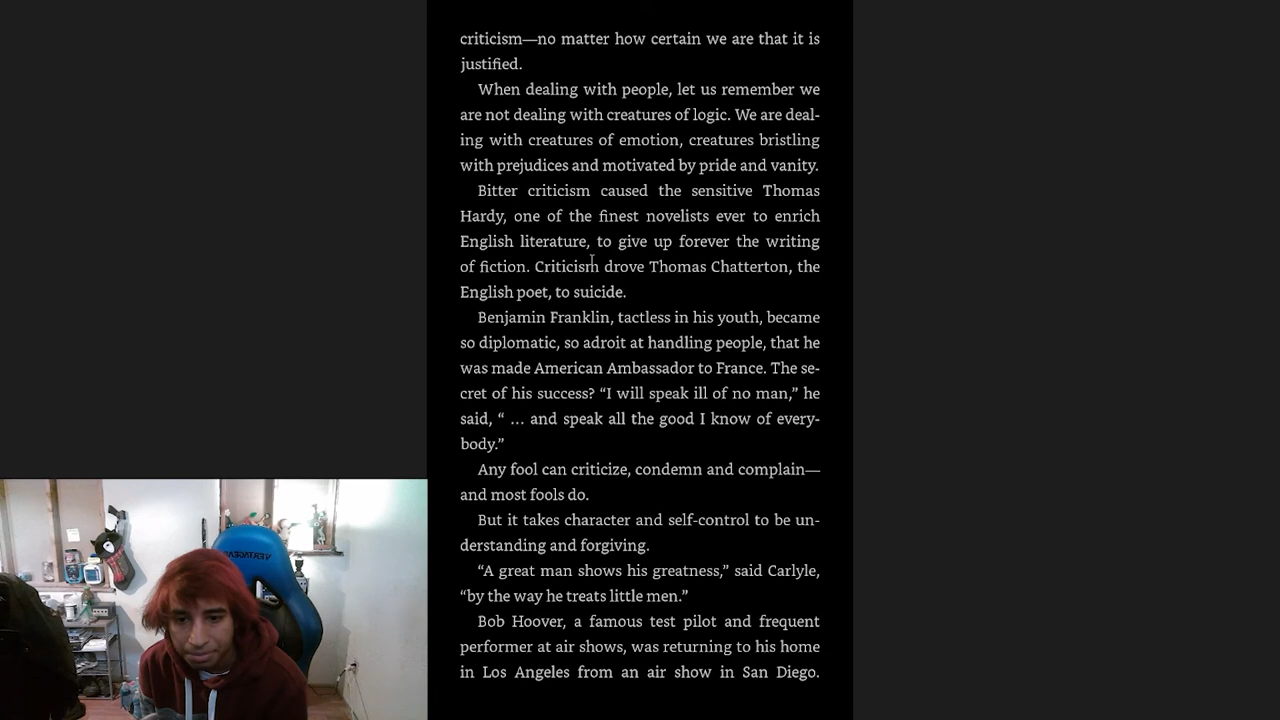 criticism—no matter how certain we are that it is
justified.
When dealing with people, let us remember we
are not dealing with creatures of logic. We are deal-
ing with creatures of emotion, creatures bristling
with prejudices and motivated by pride and vanity.
Bitter criticism caused the sensitive Thomas
Hardy, one of the finest novelists ever to enrich
English literature, to give up forever the writing
of fiction. Criticism drove Thomas Chatterton, the
English poet, to suicide.
Benjamin Franklin, tactless in his youth, became
so diplomatic, so adroit at handling people, that he
was made American Ambassador to France. The se-
cret of his success? “I will speak ill of no man,” he
said, “ … and speak all the good I know of every-
body.”
Any fool can criticize, condemn and complain—
and most fools do.
But it takes character and self-control to be un-
derstanding and forgiving.
“A great man shows his greatness,” said Carlyle,
“by the way he treats little men.”
Bob Hoover, a famous test pilot and frequent
performer at air shows, was returning to his home
in Los Angeles from an air show in San Diego.